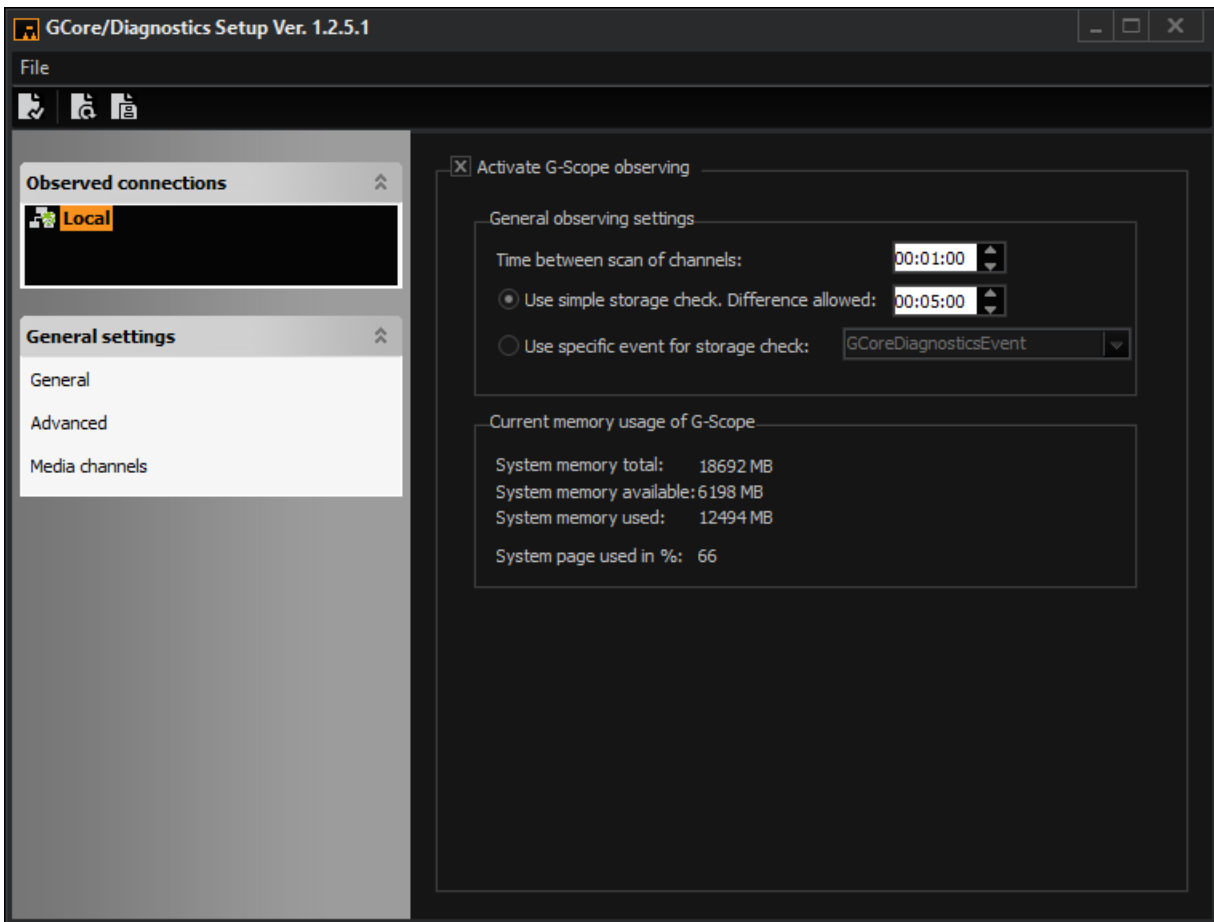 GCore/Diagnostics Setup Ver. 1.2.5.1
File
Observed connections
Local
General settings
General
Advanced
Media channels
Activate G-Scope observing
General observing settings
Time between scan of channels: 00:01:00
Use simple storage check. Difference allowed: 00:05:00
Use specific event for storage check: GCoreDiagnosticsEvent
Current memory usage of G-Scope
System memory total: 18692 MB
System memory available: 6198 MB
System memory used: 12494 MB
System page used in %: 66